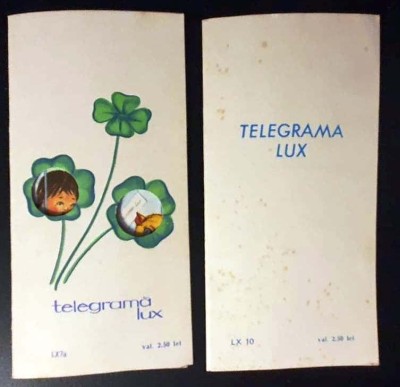 telegramă
lux
LX7a
val. 2,50 lei
TELEGRAMA
LUX
LX 10
val. 2,50 lei